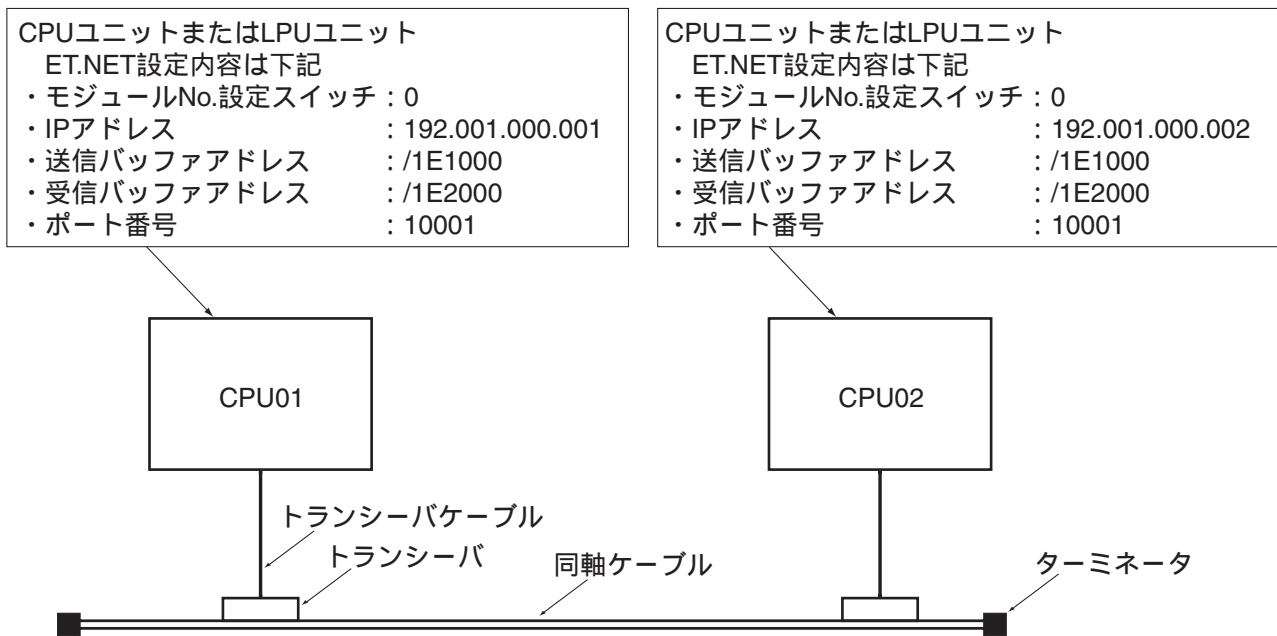 CPUユニットまたはLPUユニット
ET.NET設定内容は下記
・モジュールNo.設定スイッチ：0
・IPアドレス：192.001.000.001
・送信バッファアドレス：/1E1000
・受信バッファアドレス：/1E2000
・ポート番号：10001
CPUユニットまたはLPUユニット
ET.NET設定内容は下記
・モジュールNo.設定スイッチ：0
・IPアドレス：192.001.000.002
・送信バッファアドレス：/1E1000
・受信バッファアドレス：/1E2000
・ポート番号：10001
CPU01
CPU02
トランシーバケーブル
トランシーバ
同軸ケーブル
ターミネータ